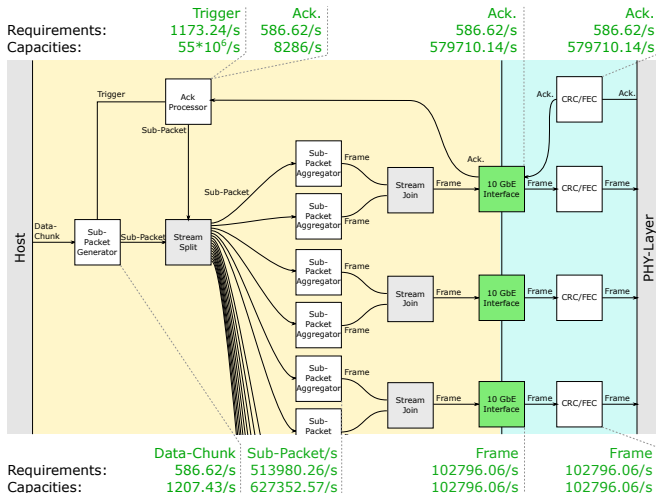 Trigger Ack. Ack. Ack.
Requirements: 1173.24/s 586.62/s 586.62/s 586.62/s
Capacities: 55*10⁶/s 8286/s 579710.14/s 579710.14/s
Trigger
Ack
Processor
Sub-Packet
Ack.
CRC/FEC
Ack.
Sub-
Packet
Aggregator
Frame
Sub-Packet
Stream
Join
Ack.
Frame
10 GbE
Interface
Frame
CRC/FEC
Frame
Sub-
Packet
Aggregator
Frame
Host
Data-
Chunk
Sub-
Packet
Generator
Sub-Packet
Stream
Split
PHY-Layer
Sub-
Packet
Aggregator
Frame
Stream
Join
Frame
10 GbE
Interface
Frame
CRC/FEC
Frame
Sub-
Packet
Aggregator
Frame
Sub-
Packet
Aggregator
Frame
Stream
Join
Frame
10 GbE
Interface
Frame
CRC/FEC
Frame
Sub-
Packet
Data-Chunk Sub-Packet/s Frame Frame
Requirements: 586.62/s 513980.26/s 102796.06/s 102796.06/s
Capacities: 1207.43/s 627352.57/s 102796.06/s 102796.06/s